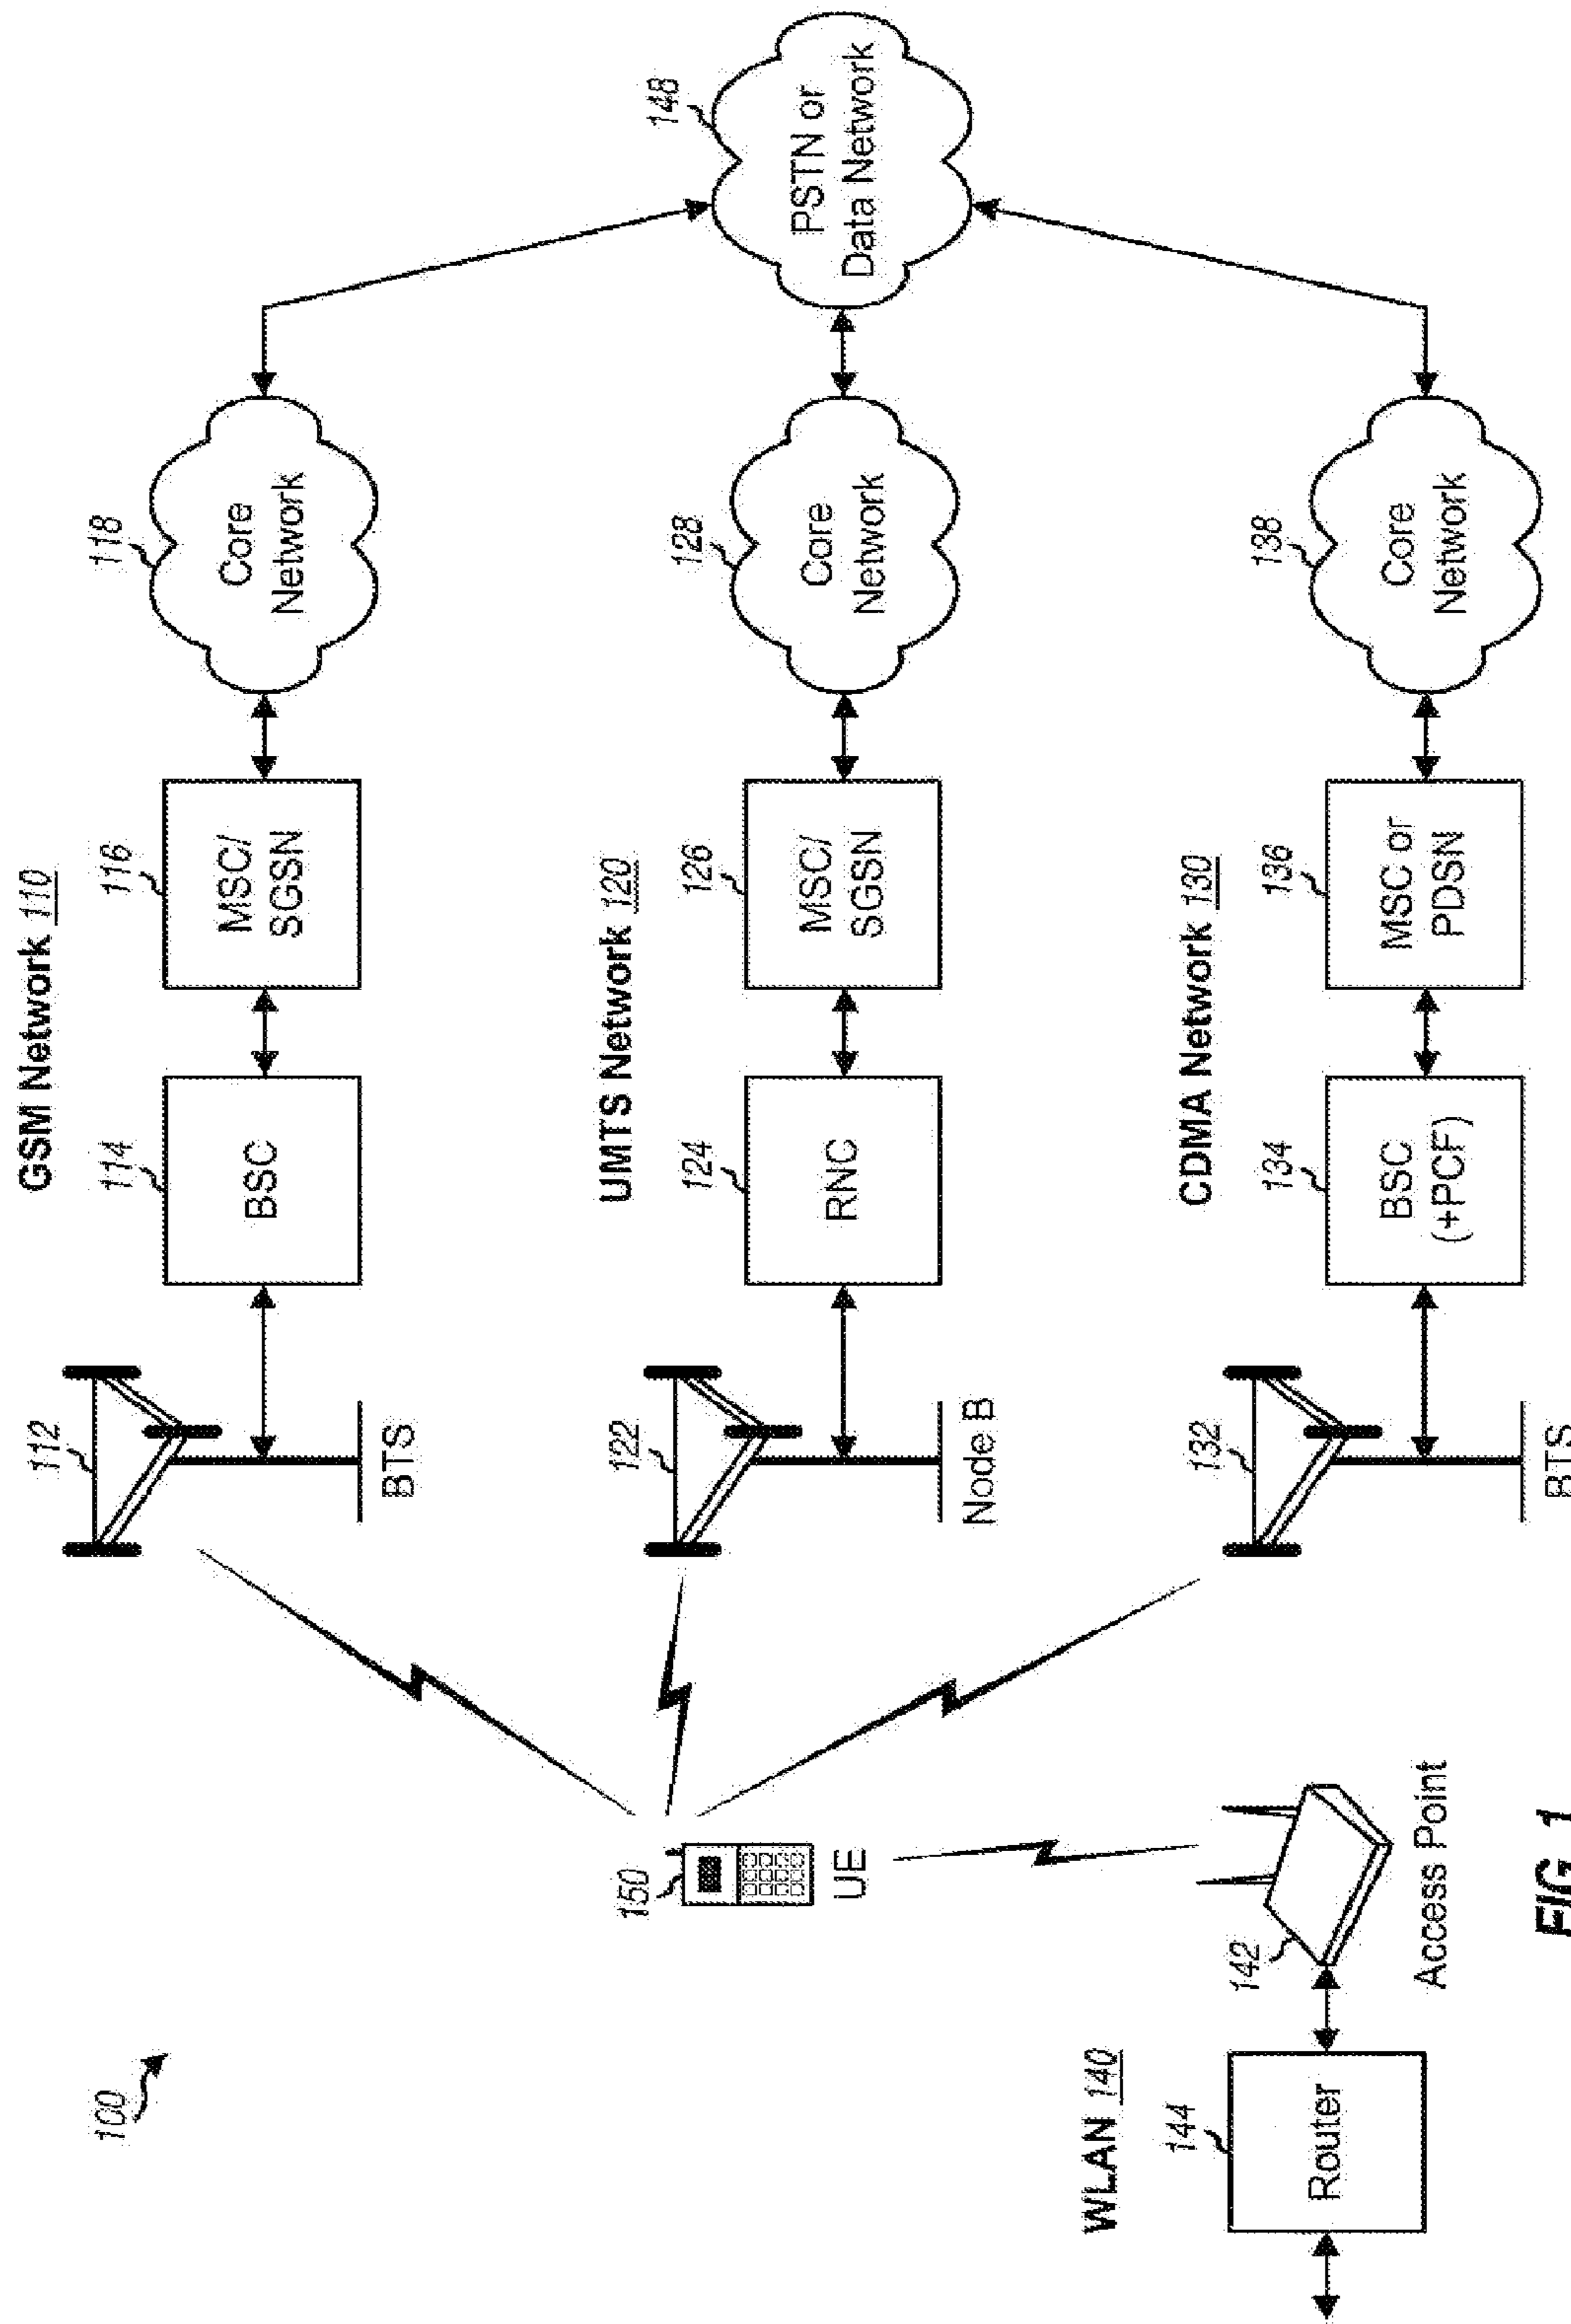 100
GSM Network 110
112
BTS
114
BSC
116
MSC/
SGSN
118
Core
Network
UMTS Network 120
122
Node B
124
RNC
126
MSC/
SGSN
128
Core
Network
148
PSTN or
Data Network
150
UE
CDMA Network 130
132
BTS
134
BSC
(+PCF)
136
MSC or
PDSN
138
Core
Network
WLAN 140
144
Router
142
Access Point
FIG. 1